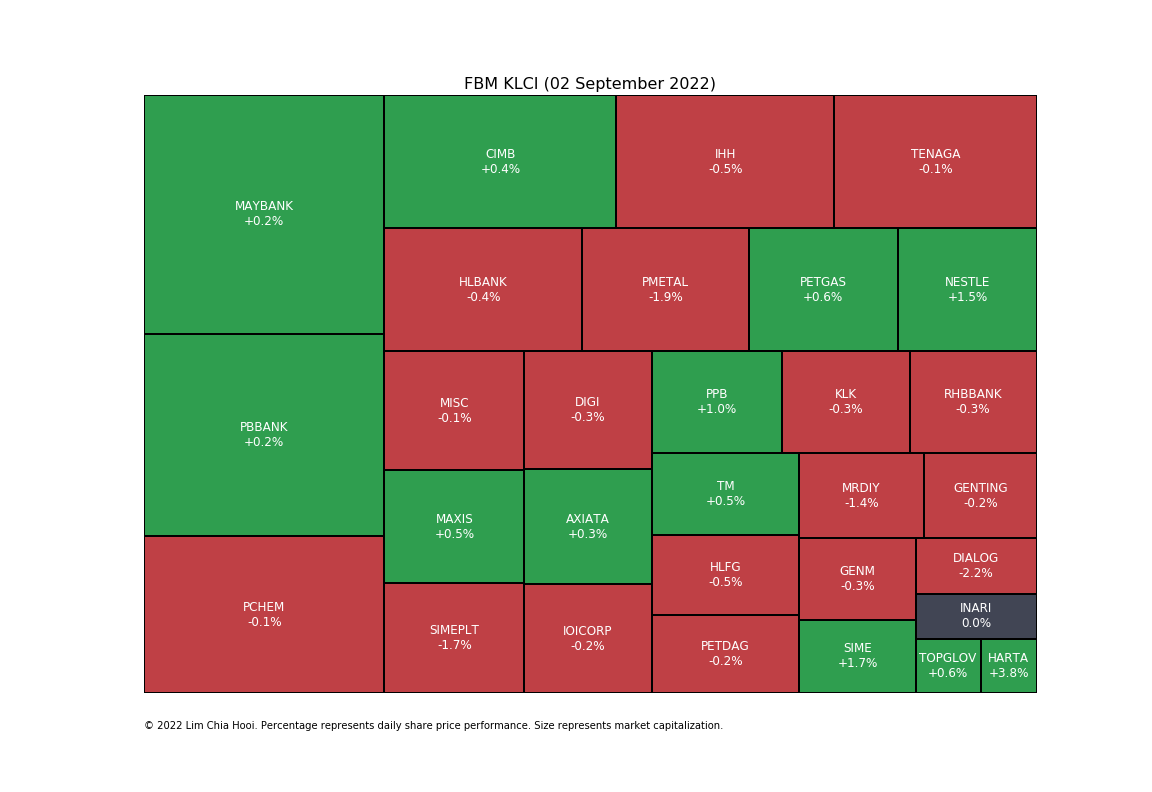 FBM KLCI (02 September 2022)
MAYBANK
+0.2%
PBBANK
+0.2%
PCHEM
-0.1%
CIMB
+0.4%
IHH
-0.5%
TENAGA
-0.1%
HLBANK
-0.4%
PMETAL
-1.9%
PETGAS
+0.6%
NESTLE
+1.5%
MISC
-0.1%
DIGI
-0.3%
MAXIS
+0.5%
AXIATA
+0.3%
SIMEPLT
-1.7%
IOICORP
-0.2%
PPB
+1.0%
KLK
-0.3%
RHBBANK
-0.3%
TM
+0.5%
MRDIY
-1.4%
GENTING
-0.2%
HLFG
-0.5%
PETDAG
-0.2%
GENM
-0.3%
SIME
+1.7%
DIALOG
-2.2%
INARI
0.0%
TOPGLOV
+0.6%
HARTA
+3.8%
© 2022 Lim Chia Hooi. Percentage represents daily share price performance. Size represents market capitalization.